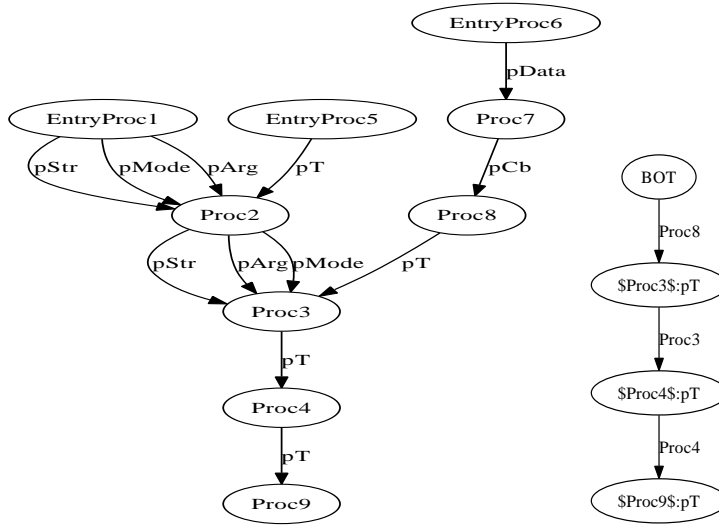 EntryProc6
pData
EntryProc1
EntryProc5
Proc7
pStr
pMode
pArg
pT
pCb
BOT
Proc2
Proc8
Proc8
pStr
pArg
pMode
pT
$Proc3$:pT
Proc3
Proc3
pT
Proc4
$Proc4$:pT
Proc4
pT
Proc9
$Proc9$:pT